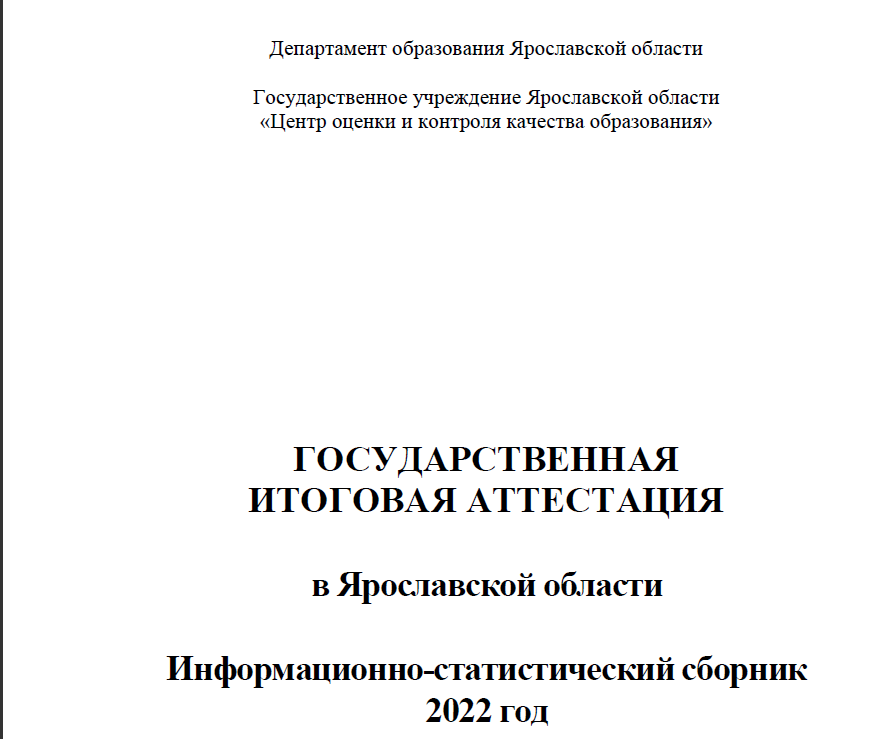 Департамент образования Ярославской области
Государственное учреждение Ярославской области
«Центр оценки и контроля качества образования»
ГОСУДАРСТВЕННАЯ
ИТОГОВАЯ АТТЕСТАЦИЯ
в Ярославской области
Информационно-статистический сборник
2022 год